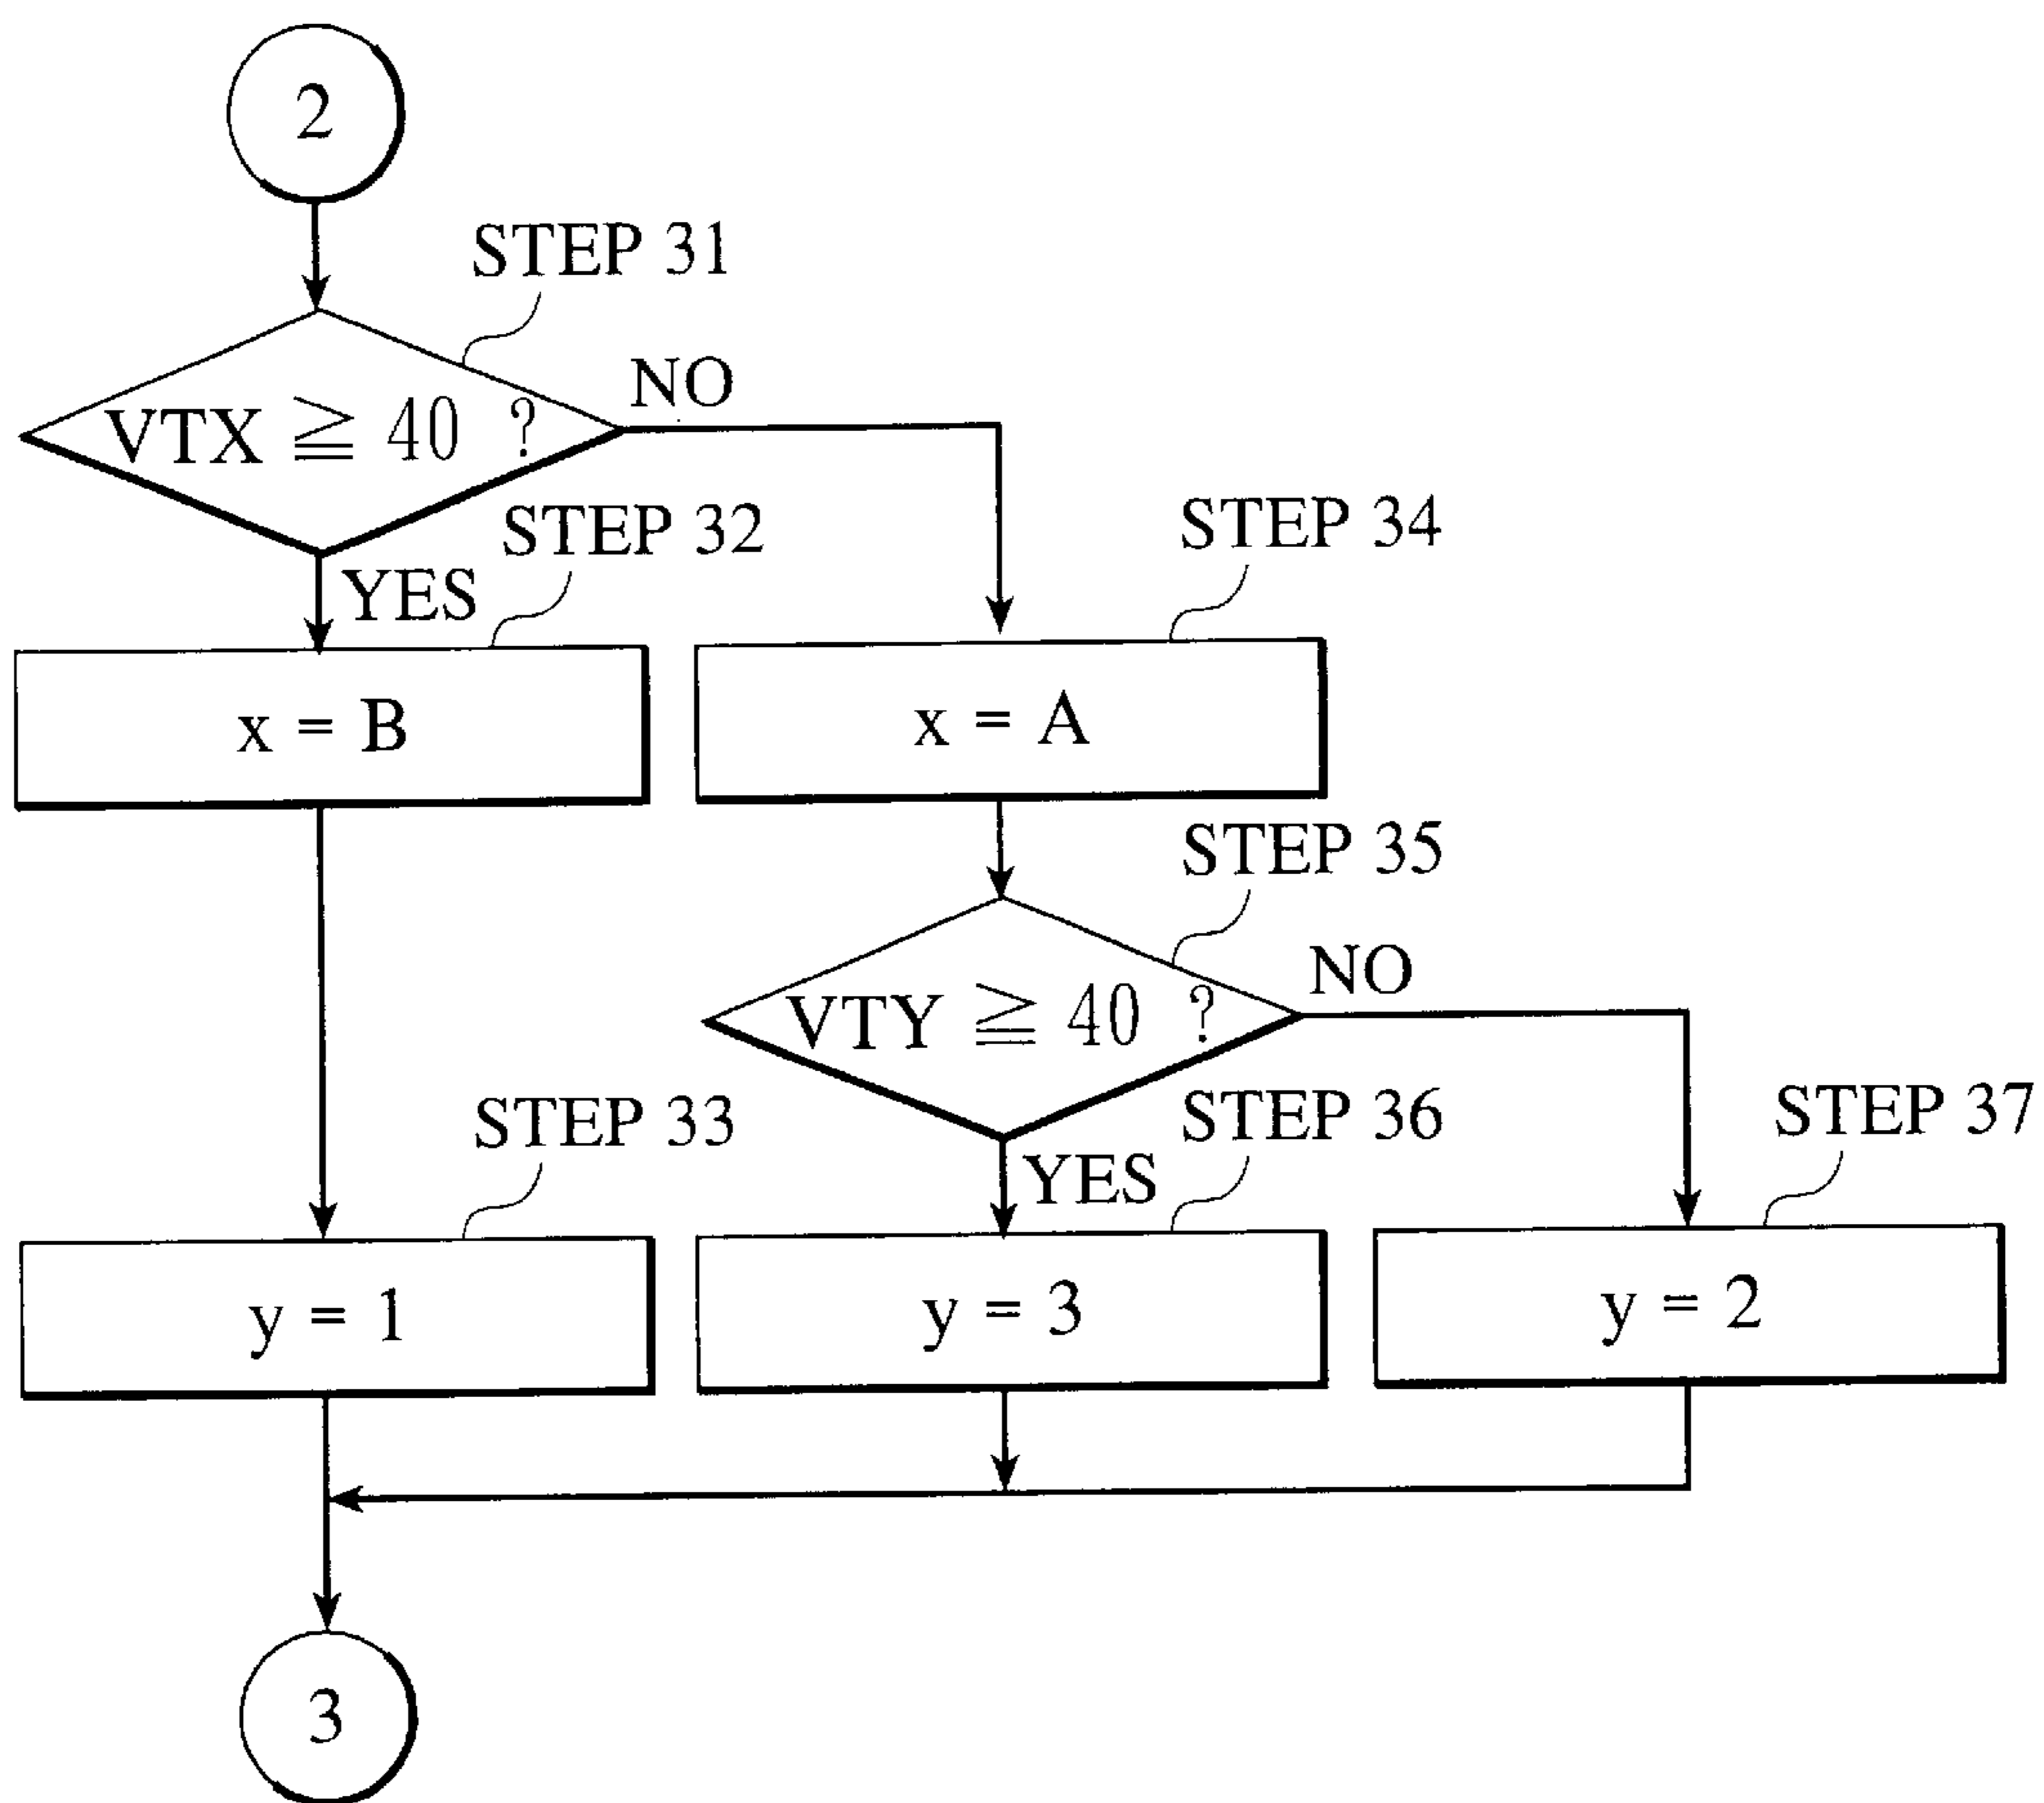 2
STEP 31
NO
VTX ≧ 40 ?
STEP 32
STEP 34
YES
x = B
x = A
STEP 35
NO
VTY ≧ 40 ?
STEP 33
STEP 36
STEP 37
YES
y = 1
y = 3
y = 2
3